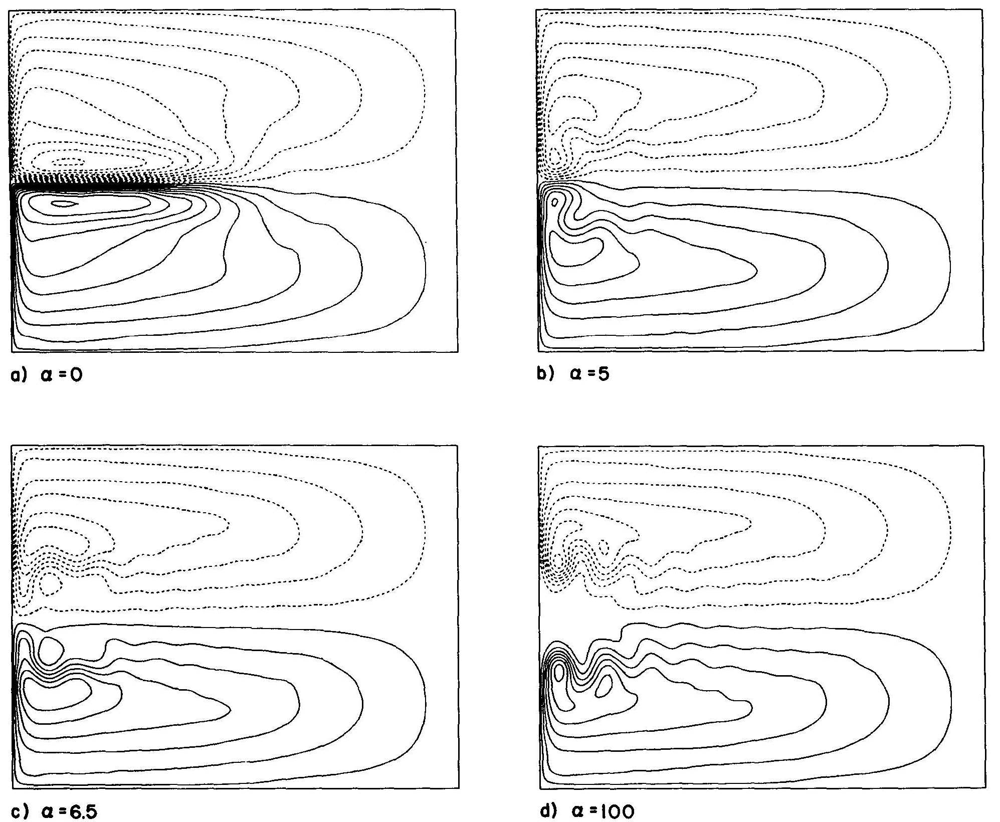 a) α = 0
b) α = 5
c) α = 6.5
d) α = 100